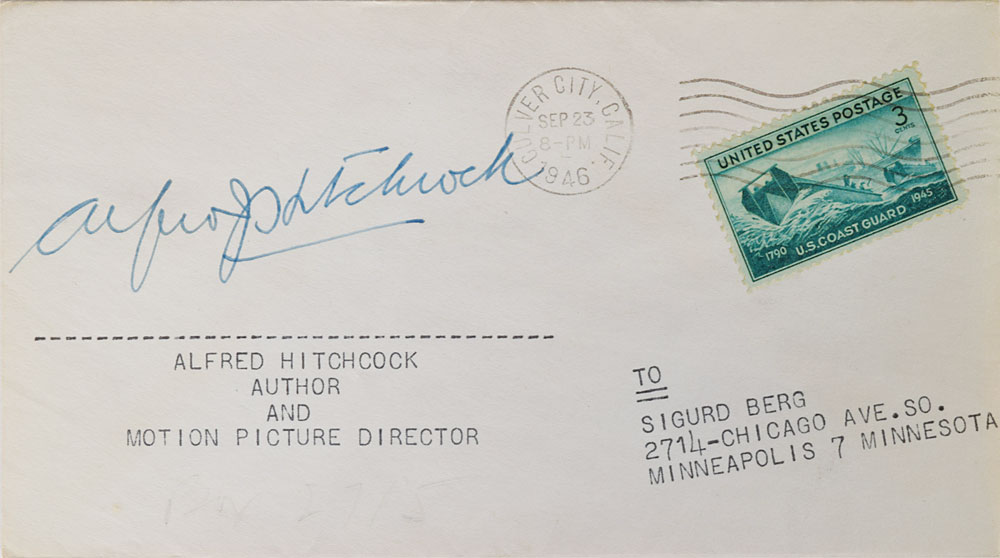 Alfred J Hitchcock
CULVER CITY, CALIF.
SEP 23
8-PM
1946
UNITED STATES POSTAGE
3
CENTS
1790 U.S. COAST GUARD 1945
ALFRED HITCHCOCK
AUTHOR
AND
MOTION PICTURE DIRECTOR
TO
SIGURD BERG
2714-CHICAGO AVE.SO.
MINNEAPOLIS 7 MINNESOTA